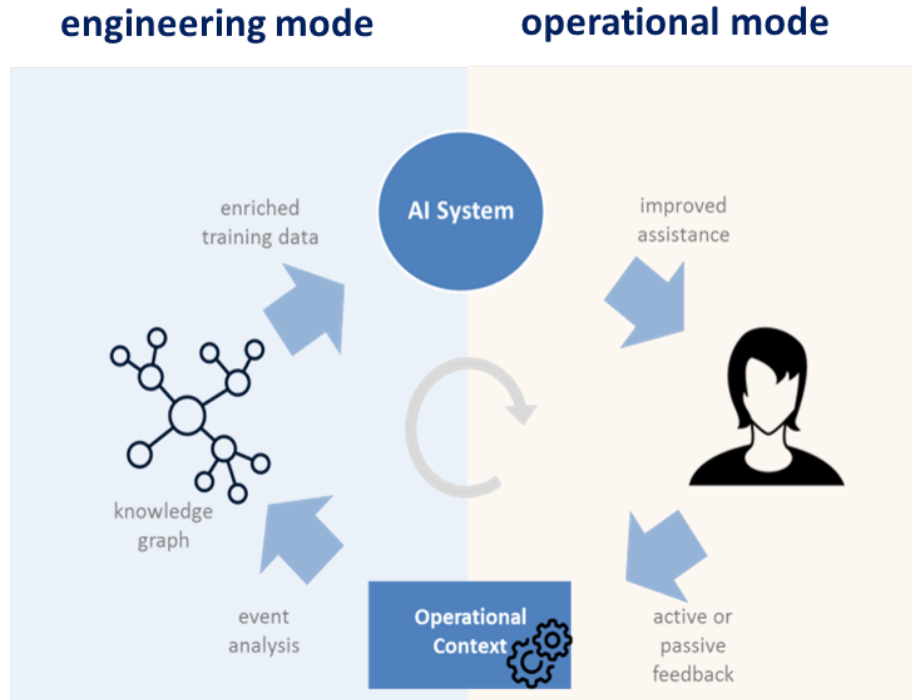 engineering mode
operational mode
AI System
enriched
training data
improved
assistance
knowledge
graph
event
analysis
Operational
Context
active or
passive
feedback